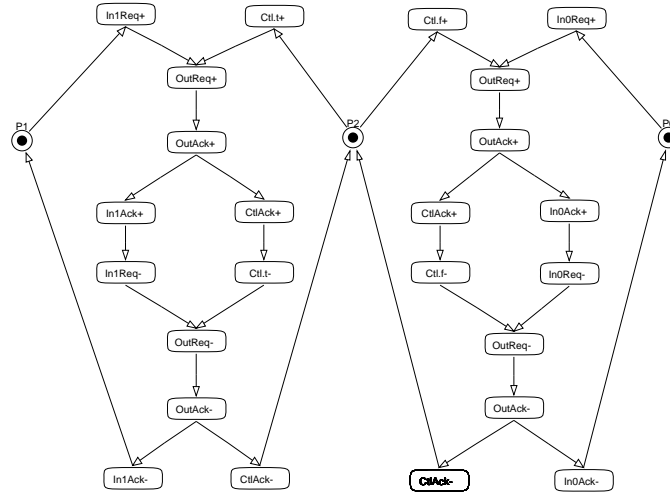 In1Req+
Ctl.t+
Ctl.f+
In0Req+
OutReq+
OutReq+
P1
P2
OutAck+
OutAck+
In1Ack+
CtlAck+
CtlAck+
In0Ack+
In1Req-
Ctl.t-
Ctl.f-
In0Req-
OutReq-
OutReq-
OutAck-
OutAck-
In1Ack-
CtlAck-
CtlAck-
In0Ack-